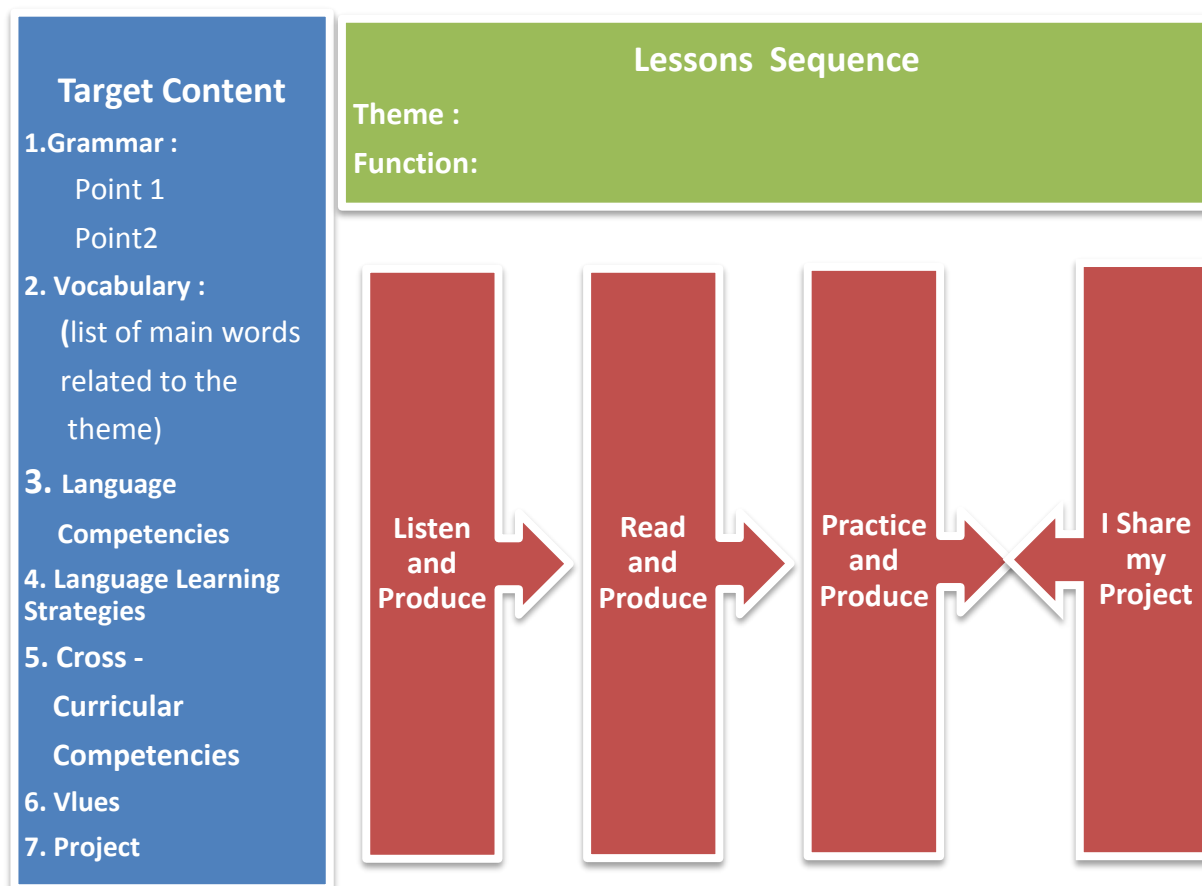 Target Content
1.Grammar :
Point 1
Point2
2. Vocabulary :
(list of main words
related to the
theme)
3. Language
Competencies
4. Language Learning
Strategies
5. Cross -
Curricular
Competencies
6. Vlues
7. Project
Lessons Sequence
Theme :
Function:
Listen
and
Produce
Read
and
Produce
Practice
and
Produce
I Share
my
Project